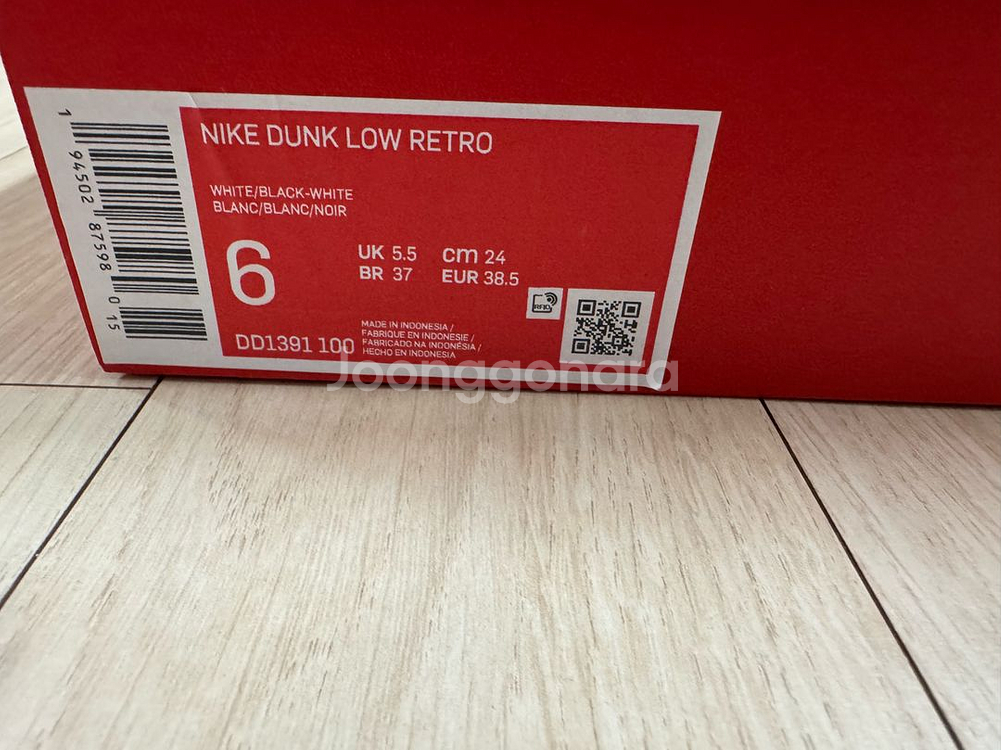 NIKE DUNK LOW RETRO
WHITE/BLACK-WHITE
BLANC/BLANC/NOIR
6
UK 5.5 cm 24
BR 37 EUR 38.5
RFID
DD1391 100
MADE IN INDONESIA /
FABRIQUE EN INDONESIE /
FABRICADO NA INDONÉSIA /
HECHO EN INDONESIA
1 94502 87598 0 15
Joonggonara